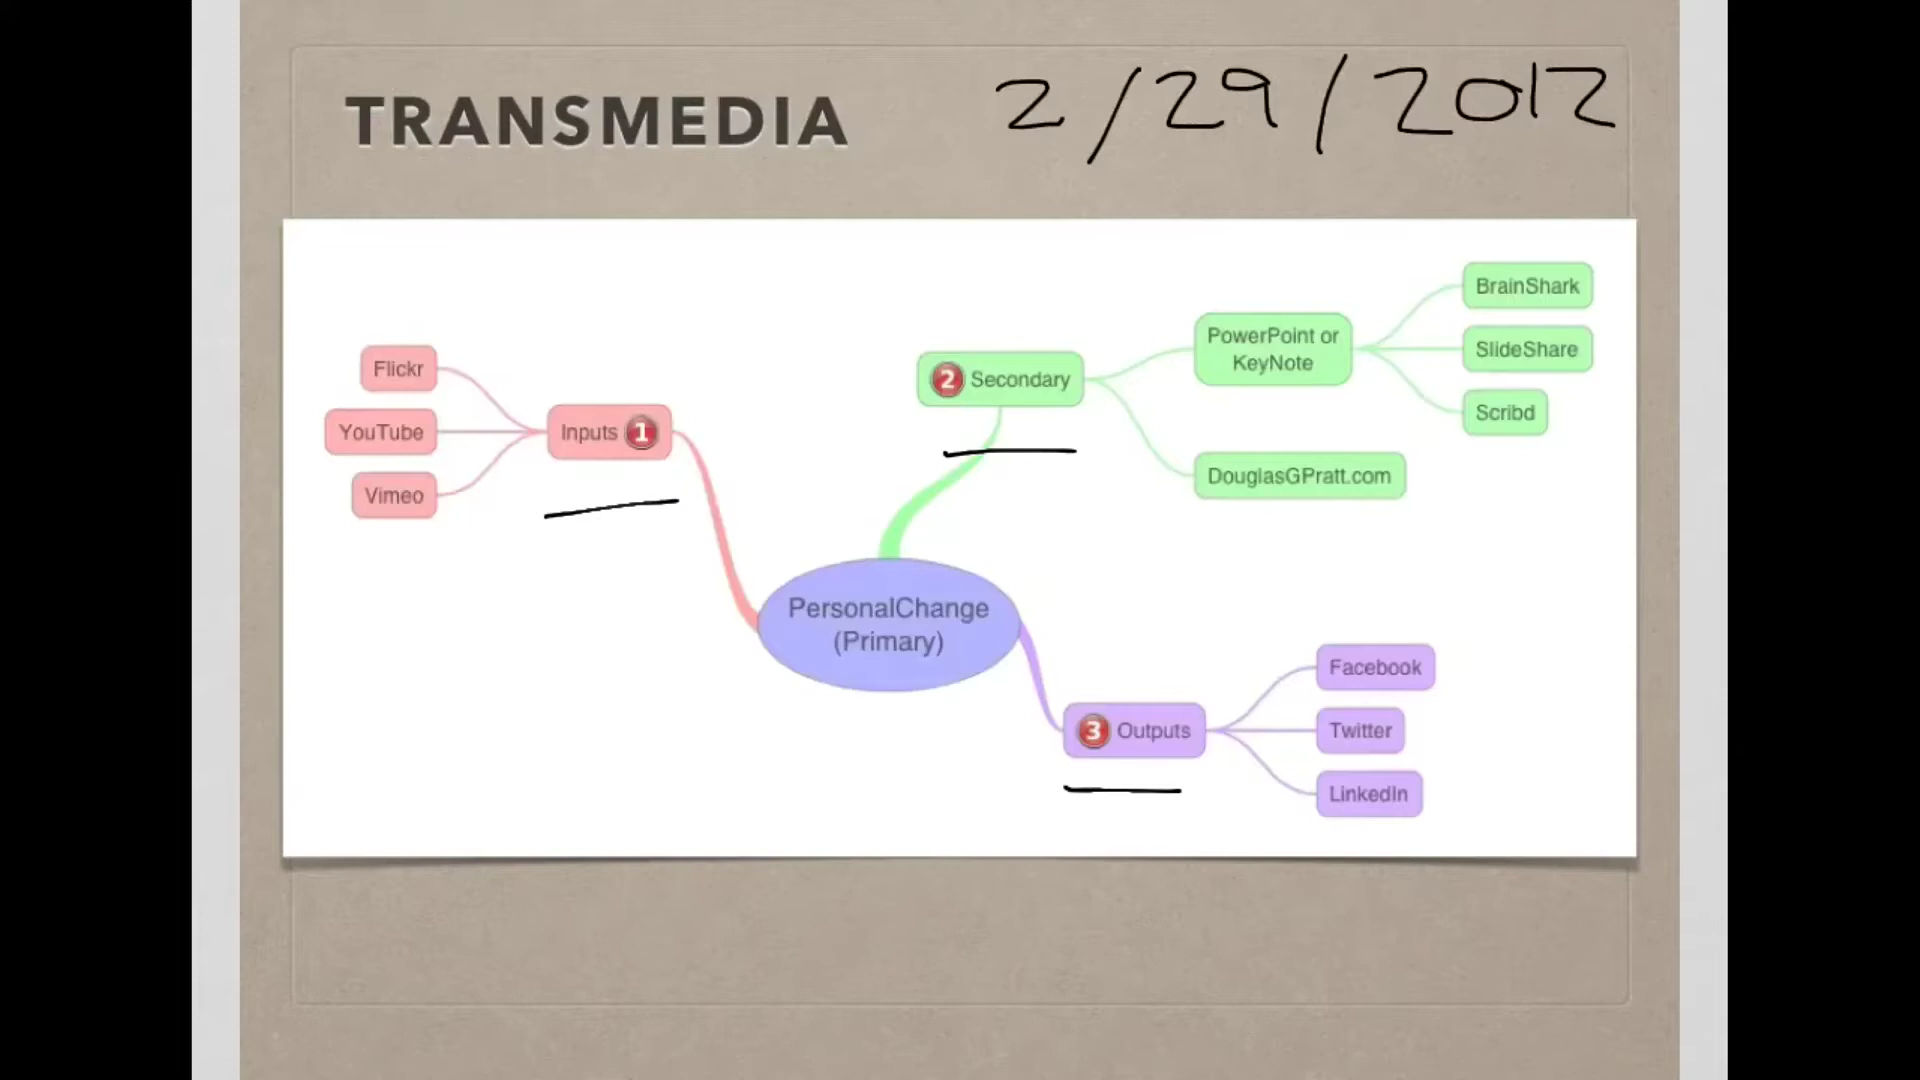 TRANSMEDIA
2/29/2012
Flickr
YouTube
Vimeo
Inputs 1
2 Secondary
PowerPoint or
KeyNote
BrainShark
SlideShare
Scribd
DouglasGPratt.com
PersonalChange
(Primary)
3 Outputs
Facebook
Twitter
LinkedIn